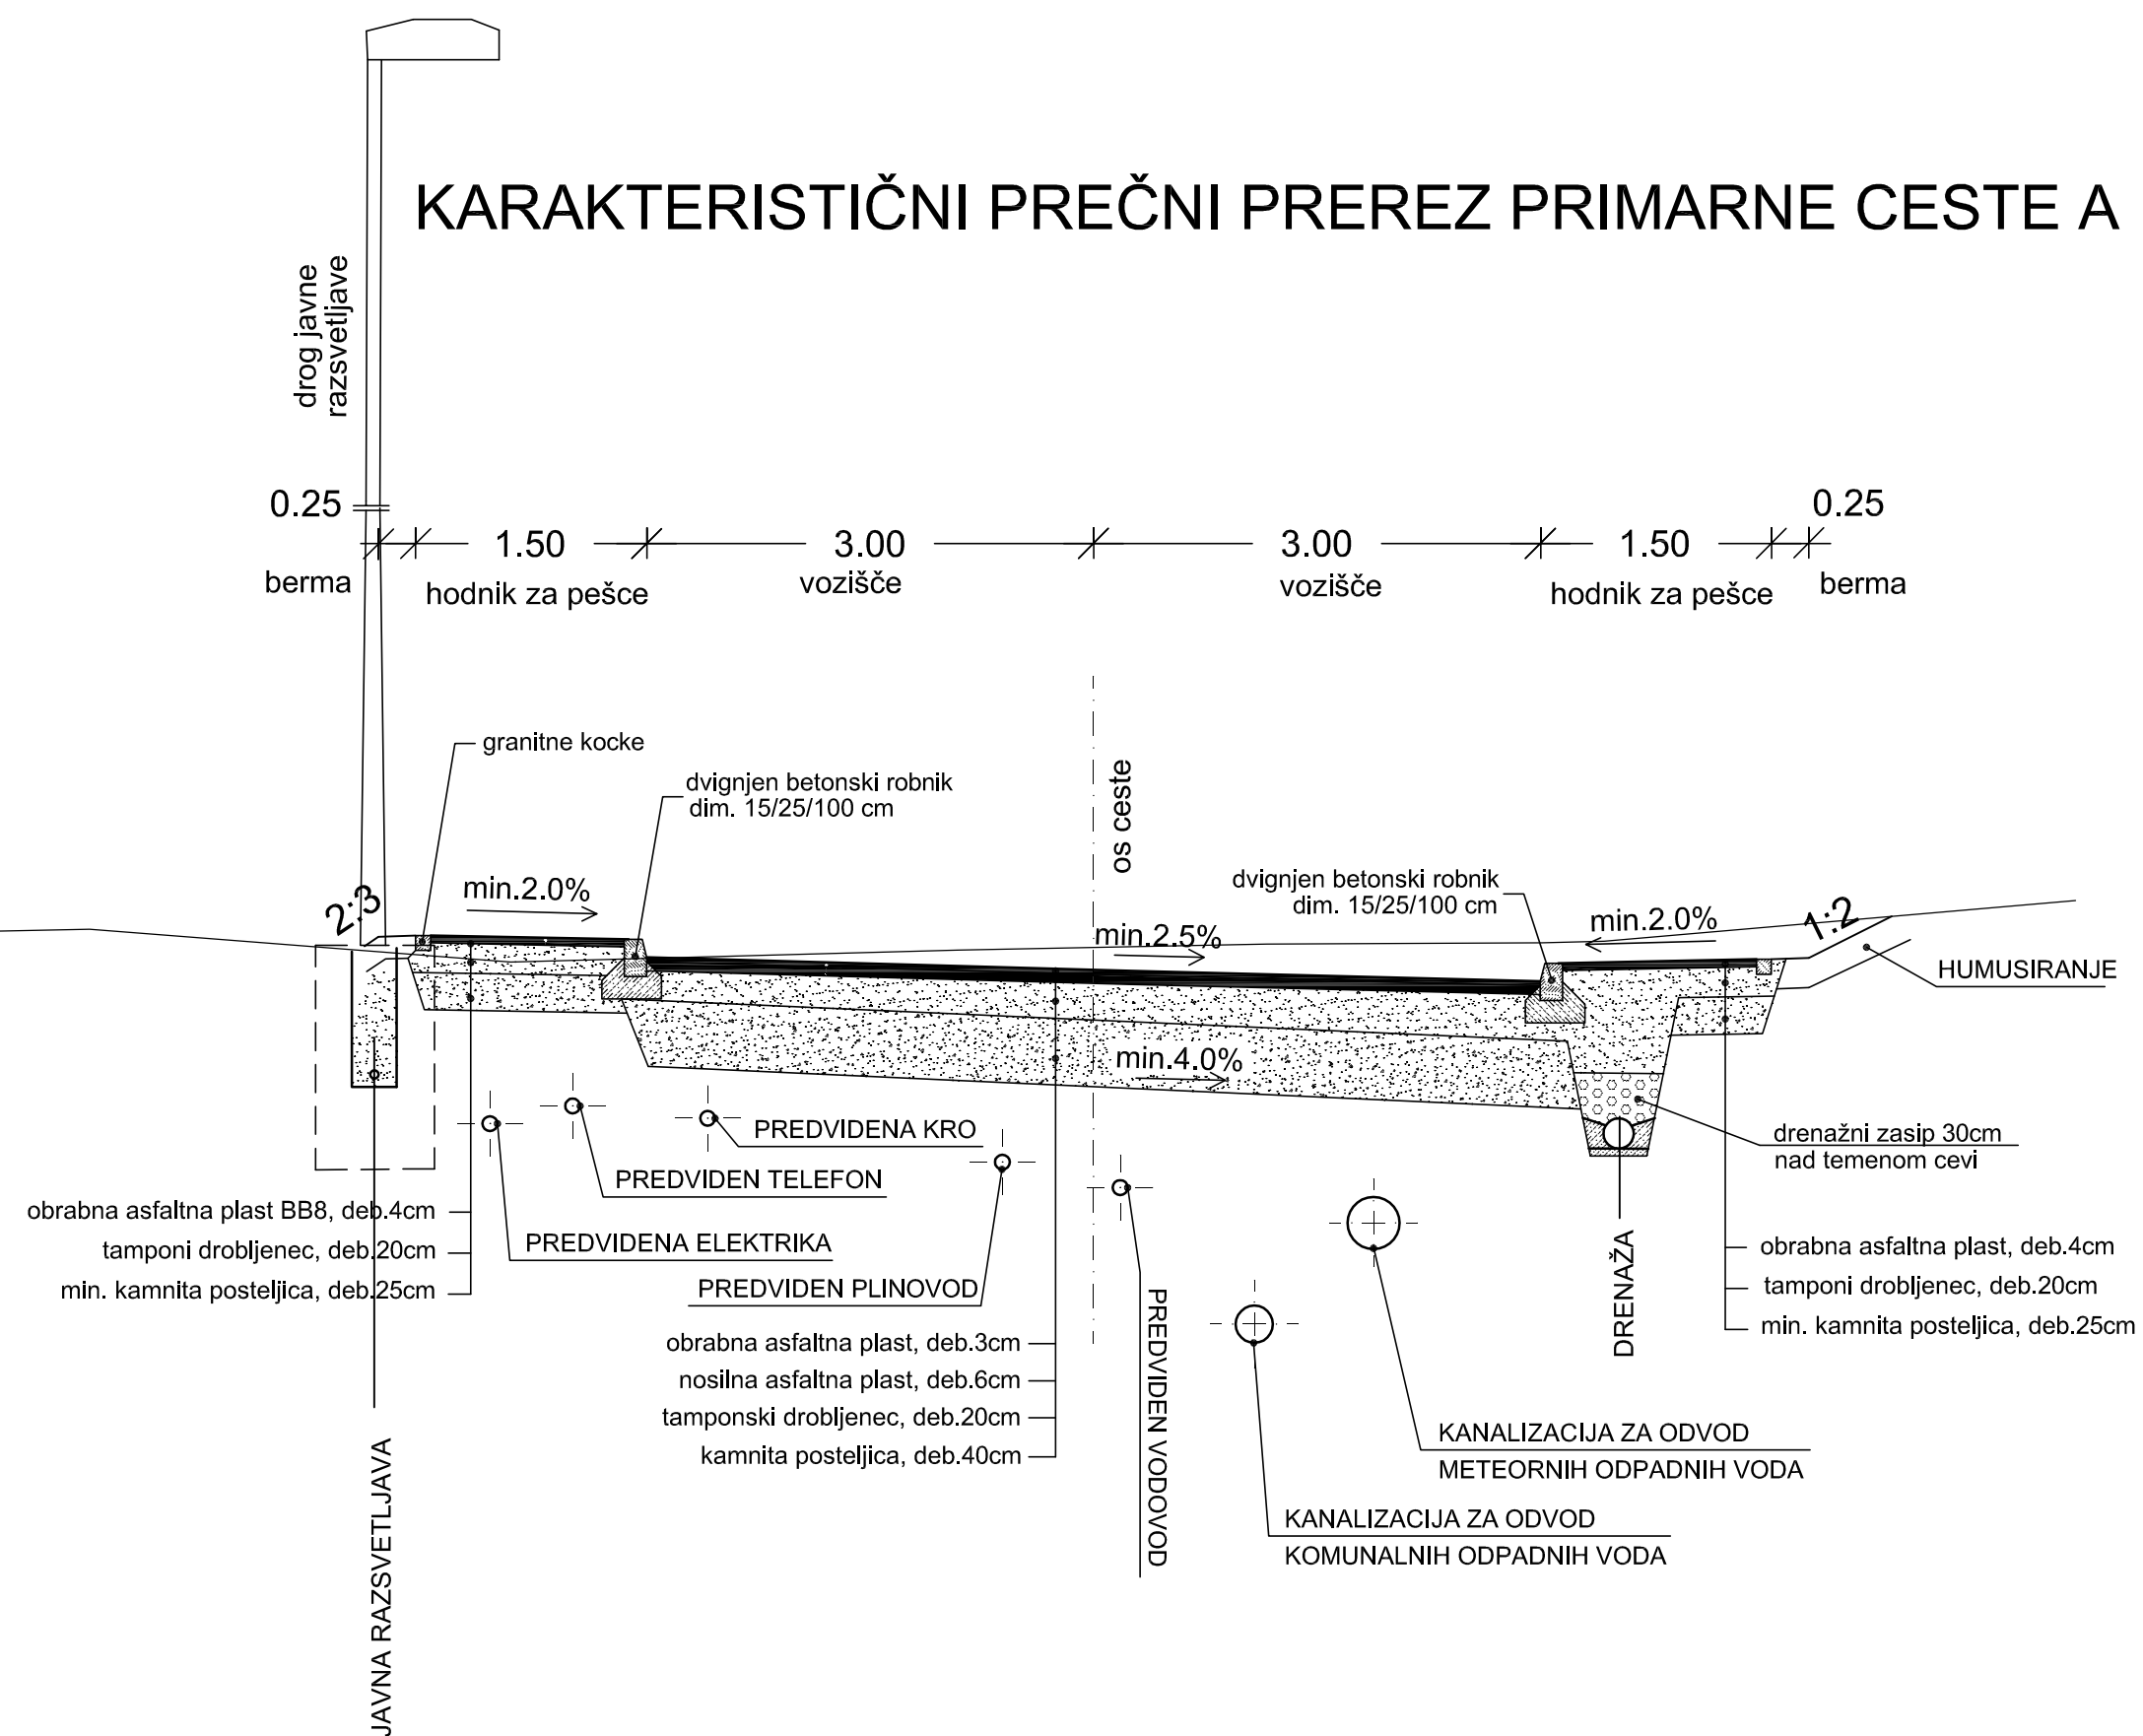 KARAKTERISTIČNI PREČNI PREREZ PRIMARNE CESTE A
drog javne
razsvetljave
0.25
1.50
3.00
3.00
1.50
0.25
berma
hodnik za pešce
vozišče
vozišče
hodnik za pešce
berma
granitne kocke
dvignjen betonski robnik
dim. 15/25/100 cm
os ceste
dvignjen betonski robnik
dim. 15/25/100 cm
2:3
min.2.0%
min.2.5%
min.2.0%
1:2
HUMUSIRANJE
min.4.0%
PREDVIDENA KRO
PREDVIDEN TELEFON
PREDVIDENA ELEKTRIKA
PREDVIDEN PLINOVOD
drenažni zasip 30cm
nad temenom cevi
obrabna asfaltna plast BB8, deb.4cm
tamponi drobljenec, deb.20cm
min. kamnita posteljica, deb.25cm
obrabna asfaltna plast, deb.3cm
nosilna asfaltna plast, deb.6cm
tamponski drobljenec, deb.20cm
kamnita posteljica, deb.40cm
PREDVIDEN VODOVOD
DRENAŽA
obrabna asfaltna plast, deb.4cm
tamponi drobljenec, deb.20cm
min. kamnita posteljica, deb.25cm
KANALIZACIJA ZA ODVOD
METEORNIH ODPADNIH VODA
KANALIZACIJA ZA ODVOD
KOMUNALNIH ODPADNIH VODA
JAVNA RAZSVETLJAVA